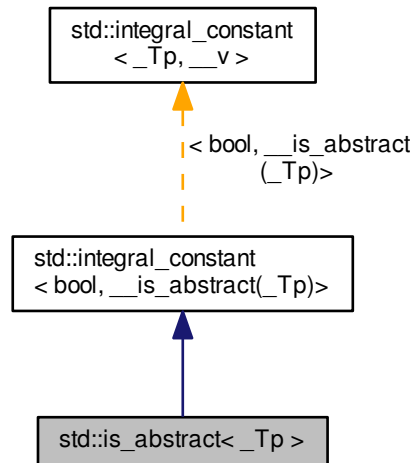 std::integral_constant
< _Tp, __v >
< bool, __is_abstract
(_Tp)>
std::integral_constant
< bool, __is_abstract(_Tp)>
std::is_abstract< _Tp >